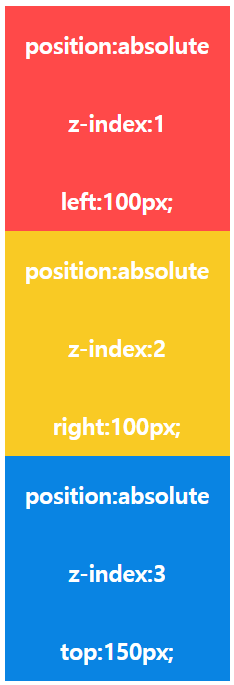 position:absolute
z-index:1
left:100px;
position:absolute
z-index:2
right:100px;
position:absolute
z-index:3
top:150px;